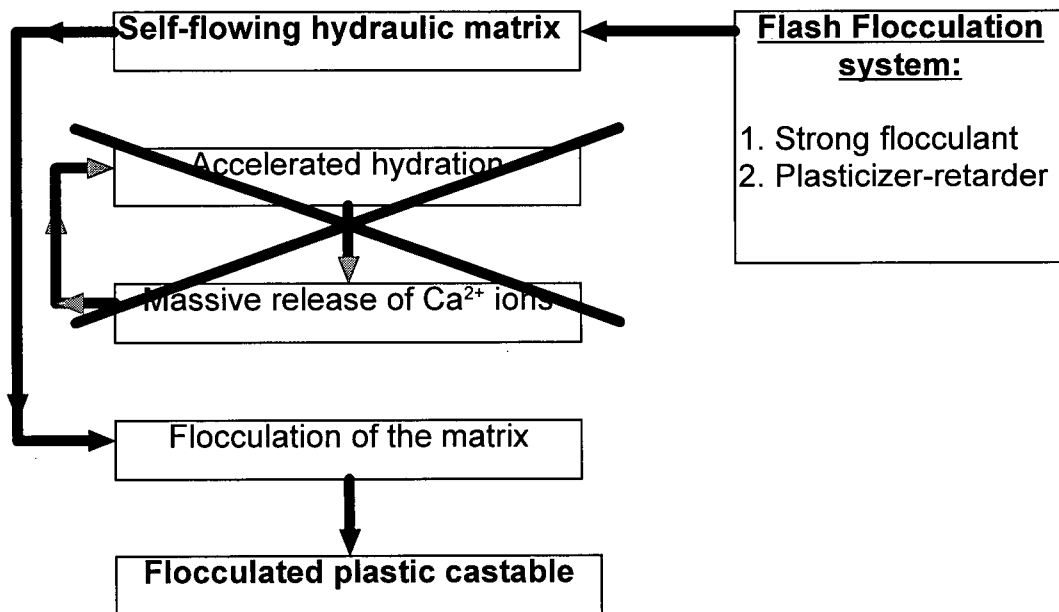 Self-flowing hydraulic matrix
Flash Flocculation
system:
1. Strong flocculant
2. Plasticizer-retarder
Accelerated hydration
Massive release of Ca²⁺ ions
Flocculation of the matrix
Flocculated plastic castable